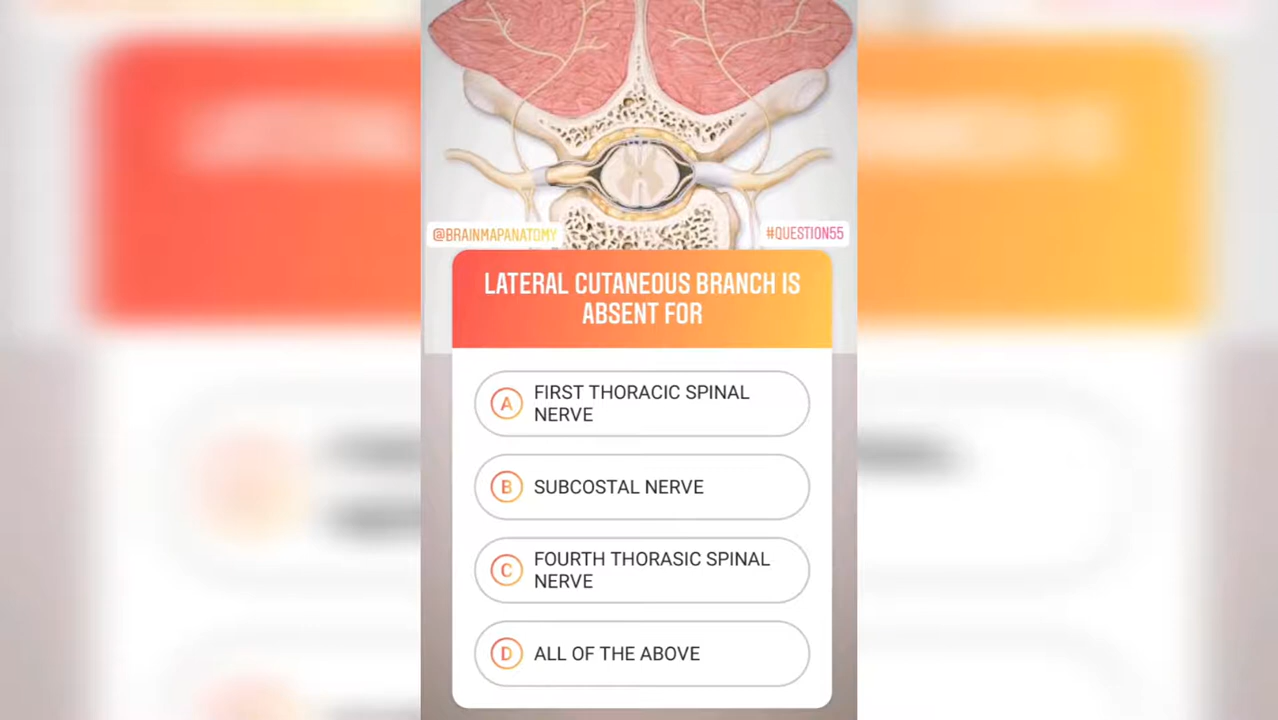 @BRAINMAPANATOMY
#QUESTION55
LATERAL CUTANEOUS BRANCH IS
ABSENT FOR
A FIRST THORACIC SPINAL
NERVE
B SUBCOSTAL NERVE
C FOURTH THORASIC SPINAL
NERVE
D ALL OF THE ABOVE